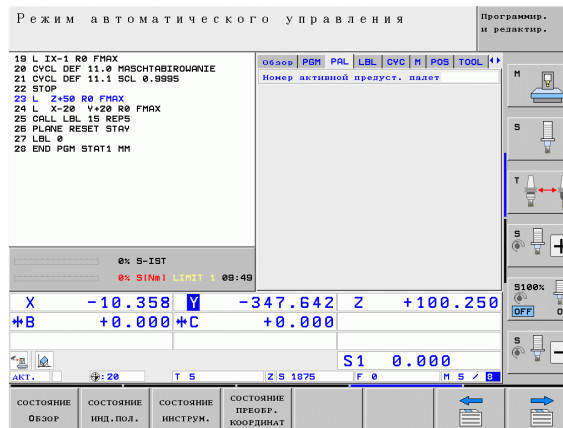 Режим автоматического управления
Программир.
и редактир.
19 L IX-1 R0 FMAX
20 CYCL DEF 11.0 MASCHTABIROWANIE
21 CYCL DEF 11.1 SCL 0.9995
22 STOP
23 L Z+50 R0 FMAX
24 L X-20 Y+20 R0 FMAX
25 CALL LBL 15 REP5
26 PLANE RESET STAY
27 LBL 0
28 END PGM STAT1 MM
Обзор PGM PAL LBL CYC M POS TOOL
Номер активной предуст. палет
M
S
T
S
S100%
OFF O
S
0% S-IST
0% S[Nm] LIMIT 1 09:49
X -10.358 Y -347.642 Z +100.250
*B +0.000 *C +0.000
S1 0.000
АКТ. : 20 T 5 Z S 1875 F 0 M 5 / 8
СОСТОЯНИЕ
ОБЗОР
СОСТОЯНИЕ
ИНД.ПОЛ.
СОСТОЯНИЕ
ИНСТРУМ.
СОСТОЯНИЕ
ПРЕОБР.
КООРДИНАТ